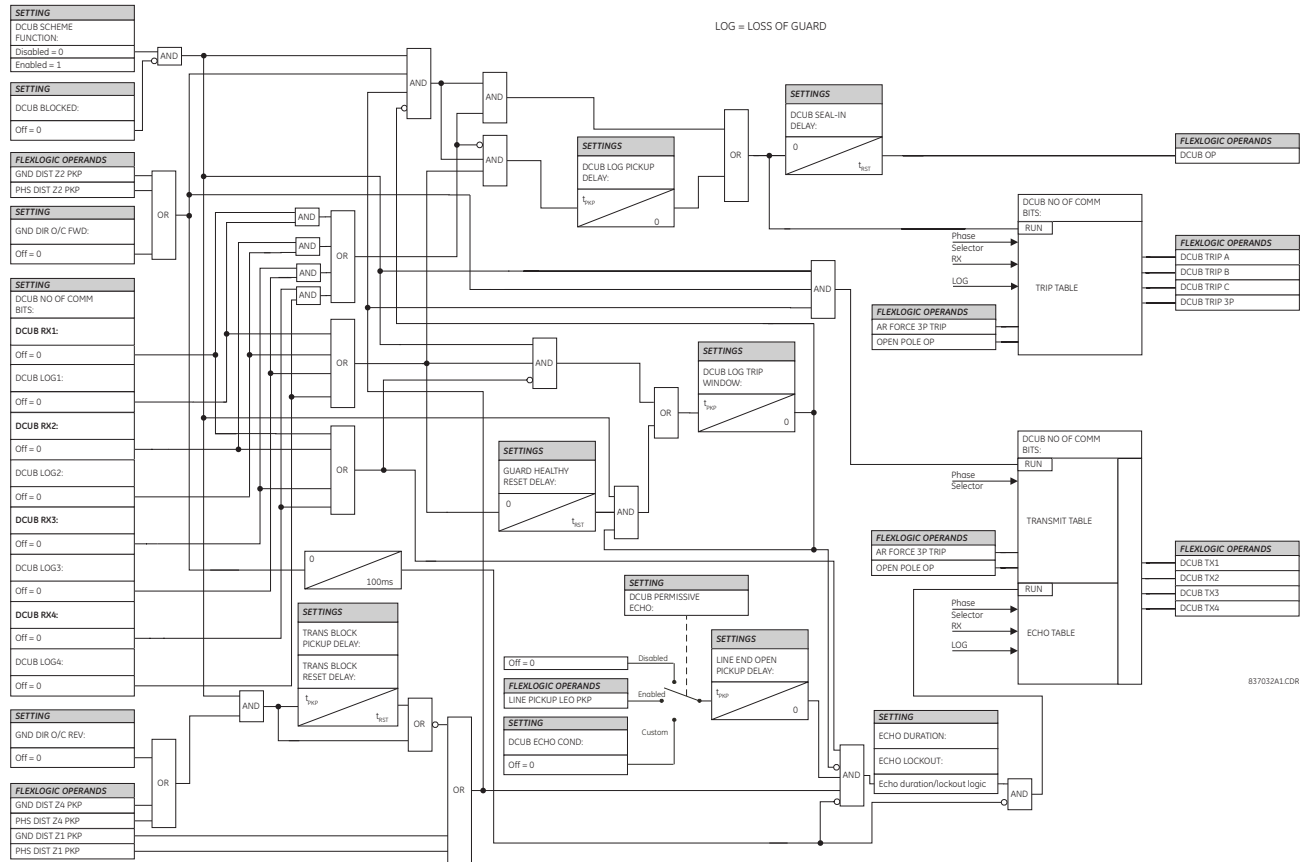 LOG = LOSS OF GUARD
SETTING
DCUB SCHEME
FUNCTION:
Disabled = 0
Enabled = 1
AND
SETTING
DCUB BLOCKED:
Off = 0
FLEXLOGIC OPERANDS
GND DIST Z2 PKP
PHS DIST Z2 PKP
OR
SETTING
GND DIR O/C FWD:
Off = 0
SETTING
DCUB NO OF COMM
BITS:
DCUB RX1:
Off = 0
DCUB LOG1:
Off = 0
DCUB RX2:
Off = 0
DCUB LOG2:
Off = 0
DCUB RX3:
Off = 0
DCUB LOG3:
Off = 0
DCUB RX4:
Off = 0
DCUB LOG4:
Off = 0
SETTING
GND DIR O/C REV:
Off = 0
OR
FLEXLOGIC OPERANDS
GND DIST Z4 PKP
PHS DIST Z4 PKP
GND DIST Z1 PKP
PHS DIST Z1 PKP
AND
AND
AND
AND
OR
OR
OR
AND
AND
AND
SETTINGS
DCUB LOG PICKUP
DELAY:
tPKP
0
OR
SETTINGS
DCUB SEAL-IN
DELAY:
0
tRST
FLEXLOGIC OPERANDS
DCUB OP
AND
AND
OR
SETTINGS
DCUB LOG TRIP
WINDOW:
tPKP
0
SETTINGS
GUARD HEALTHY
RESET DELAY:
0
tRST
AND
0
100ms
AND
SETTINGS
TRANS BLOCK
PICKUP DELAY:
TRANS BLOCK
RESET DELAY:
tPKP
tRST
OR
OR
SETTING
DCUB PERMISSIVE
ECHO:
Off = 0
Disabled
FLEXLOGIC OPERANDS
LINE PICKUP LEO PKP
Enabled
SETTING
DCUB ECHO COND:
Off = 0
Custom
SETTINGS
LINE END OPEN
PICKUP DELAY:
tPKP
0
AND
SETTING
ECHO DURATION:
ECHO LOCKOUT:
Echo duration/lockout logic
AND
DCUB NO OF COMM
BITS:
RUN
Phase
Selector
RX
LOG
TRIP TABLE
FLEXLOGIC OPERANDS
AR FORCE 3P TRIP
OPEN POLE OP
FLEXLOGIC OPERANDS
DCUB TRIP A
DCUB TRIP B
DCUB TRIP C
DCUB TRIP 3P
DCUB NO OF COMM
BITS:
RUN
Phase
Selector
TRANSMIT TABLE
FLEXLOGIC OPERANDS
AR FORCE 3P TRIP
OPEN POLE OP
RUN
Phase
Selector
RX
LOG
ECHO TABLE
FLEXLOGIC OPERANDS
DCUB TX1
DCUB TX2
DCUB TX3
DCUB TX4
837032A1.CDR